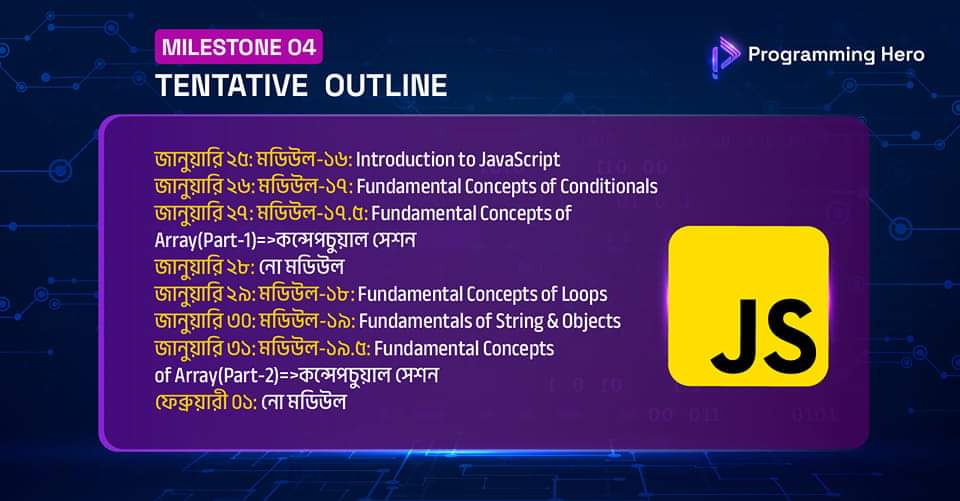 MILESTONE 04
TENTATIVE OUTLINE
Programming Hero
জানুয়ারি ২৫: মডিউল-১৬: Introduction to JavaScript
জানুয়ারি ২৬: মডিউল-১৭: Fundamental Concepts of Conditionals
জানুয়ারি ২৭: মডিউল-১৭.৫: Fundamental Concepts of
Array(Part-1)=>কন্সেপচুয়াল সেশন
জানুয়ারি ২৮: নো মডিউল
জানুয়ারি ২৯: মডিউল-১৮: Fundamental Concepts of Loops
জানুয়ারি ৩০: মডিউল-১৯: Fundamentals of String & Objects
জানুয়ারি ৩১: মডিউল-১৯.৫: Fundamental Concepts
of Array(Part-2)=>কন্সেপচুয়াল সেশন
ফেব্রুয়ারী ০১: নো মডিউল
JS